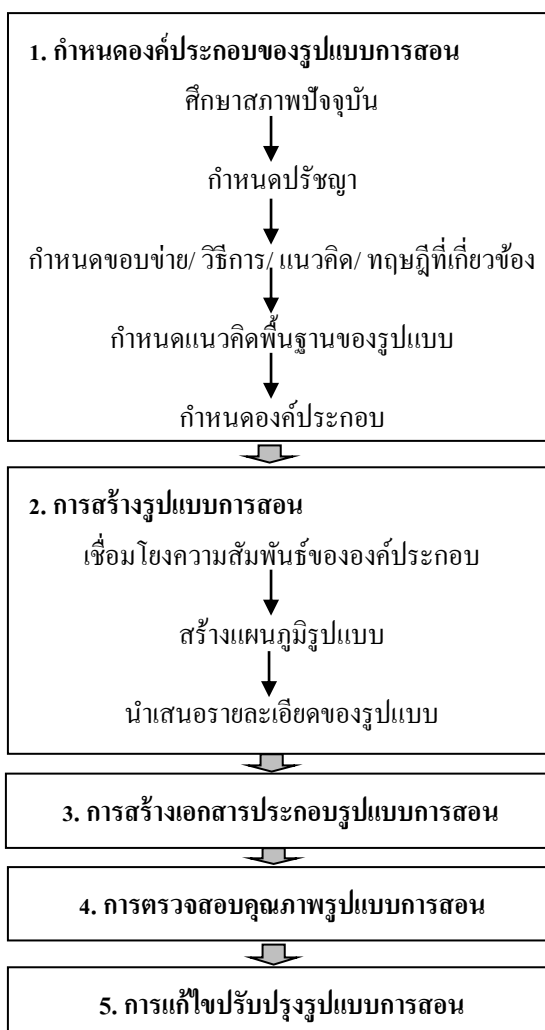 1. กำหนดองค์ประกอบของรูปแบบการสอน
ศึกษาสภาพปัจจุบัน
กำหนดปรัชญา
กำหนดขอบข่าย/ วิธีการ/ แนวคิด/ ทฤษฎีที่เกี่ยวข้อง
กำหนดแนวคิดพื้นฐานของรูปแบบ
กำหนดองค์ประกอบ
2. การสร้างรูปแบบการสอน
เชื่อมโยงความสัมพันธ์ขององค์ประกอบ
สร้างแผนภูมิรูปแบบ
นำเสนอรายละเอียดของรูปแบบ
3. การสร้างเอกสารประกอบรูปแบบการสอน
4. การตรวจสอบคุณภาพรูปแบบการสอน
5. การแก้ไขปรับปรุงรูปแบบการสอน